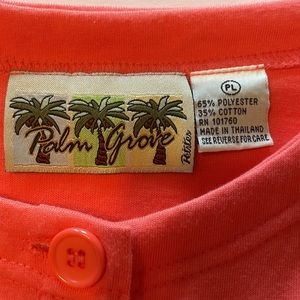 Palm Grove
Petites
PL
65% POLYESTER
35% COTTON
RN 101760
MADE IN THAILAND
SEE REVERSE FOR CARE